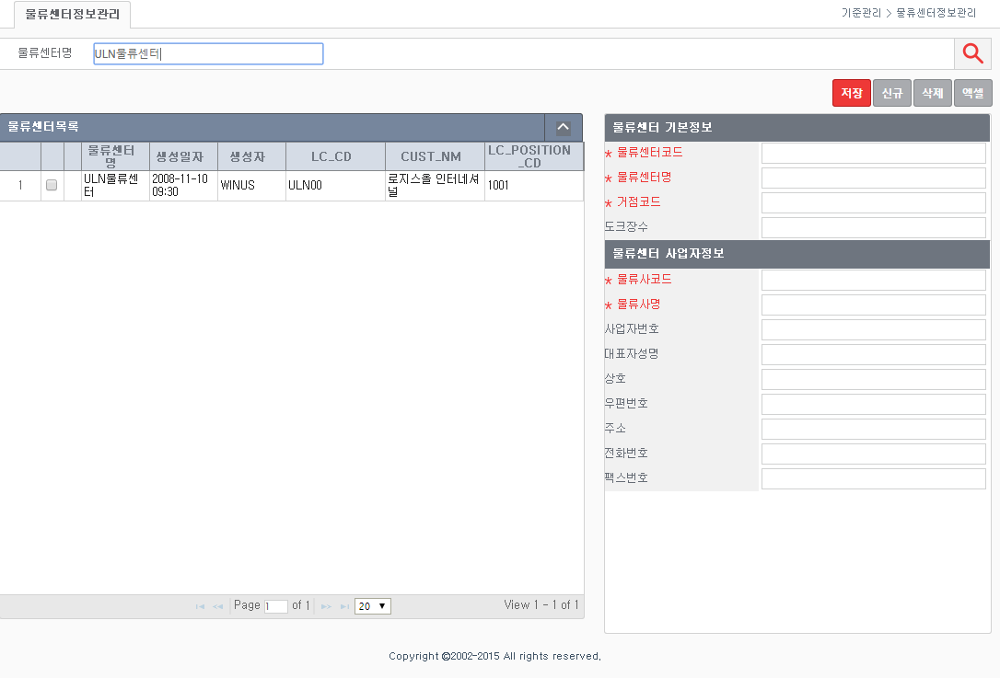 물류센터정보관리
기준관리 > 물류센터정보관리
물류센터명 ULN물류센터
저장 신규 삭제 엑셀
물류센터목록
물류센터
명
생성일자
생성자
LC_CD
CUST_NM
LC_POSITION
_CD
1
ULN물류센
터
2008-11-10
09:30
WINUS
ULN00
로지스올 인터네셔
널
1001
Page 1 of 1
20
View 1 - 1 of 1
물류센터 기본정보
* 물류센터코드
* 물류센터명
* 거점코드
도크장수
물류센터 사업자정보
* 물류사코드
* 물류사명
사업자번호
대표자성명
상호
우편번호
주소
전화번호
팩스번호
Copyright ©2002-2015 All rights reserved.